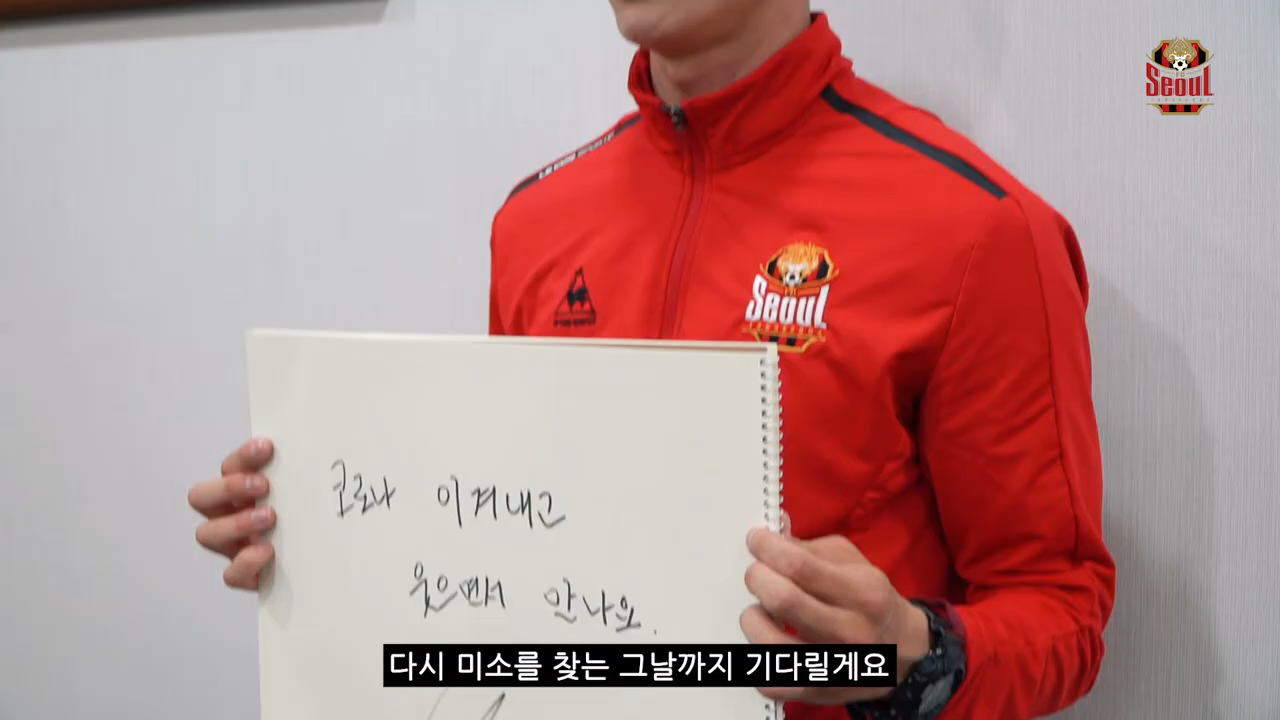 Seoul
FC
Seoul
코로나 이겨내고
웃으면서 만나요.
다시 미소를 찾는 그날까지 기다릴게요